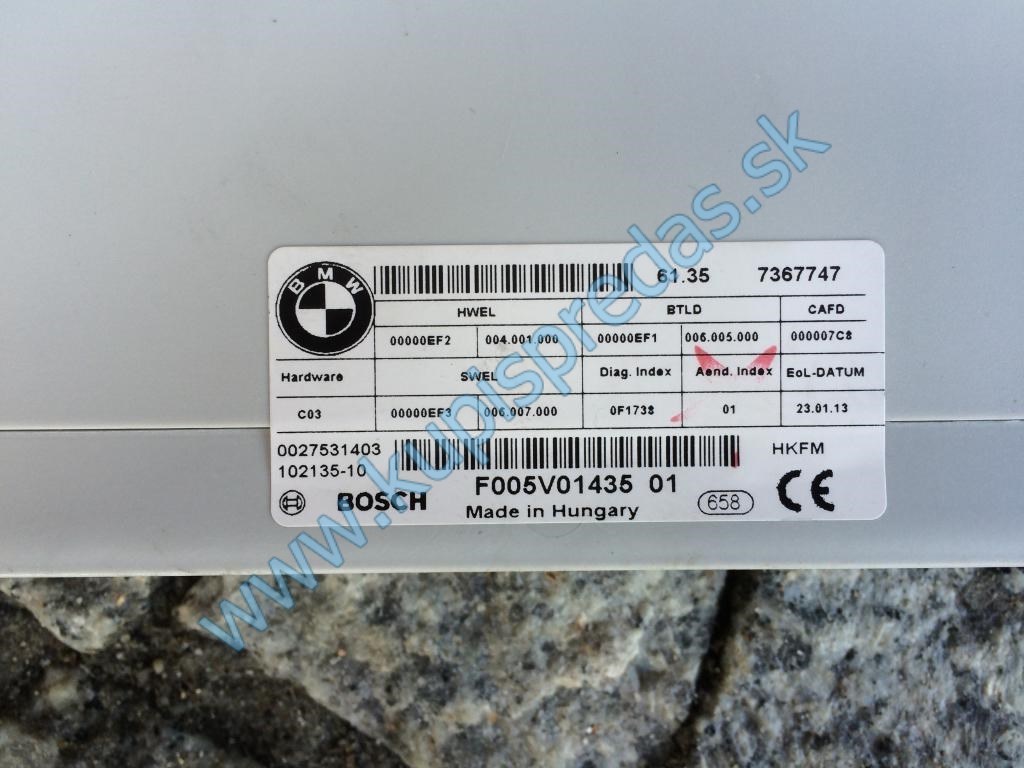 BMW
61.35 7367747
HWEL BTLD CAFD
00000EF2 004.001.000 00000EF1 006.005.000 000007C8
Hardware SWEL Diag. Index Aend. Index EoL-DATUM
C03 00000EF3 006.007.000 0F1738 01 23.01.13
0027531403 HKFM
102135-10
BOSCH F005V01435 01 658 CE
Made in Hungary
www.kupispredas.sk